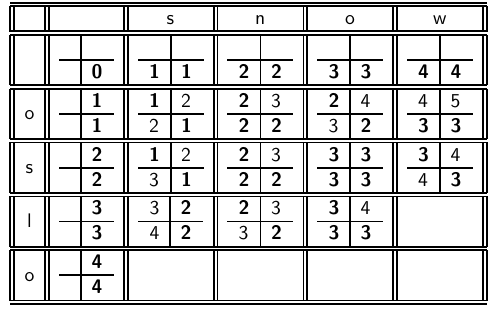 s n o w
0 1 1 2 2 3 3 4 4
1 1 2 2 3 2 4 4 5
o
1 2 1 2 2 3 2 3 3
2 1 2 2 3 3 3 3 4
s
2 3 1 2 2 3 3 4 3
3 3 2 2 3 3 4
l
3 4 2 3 2 3 3
4
o
4